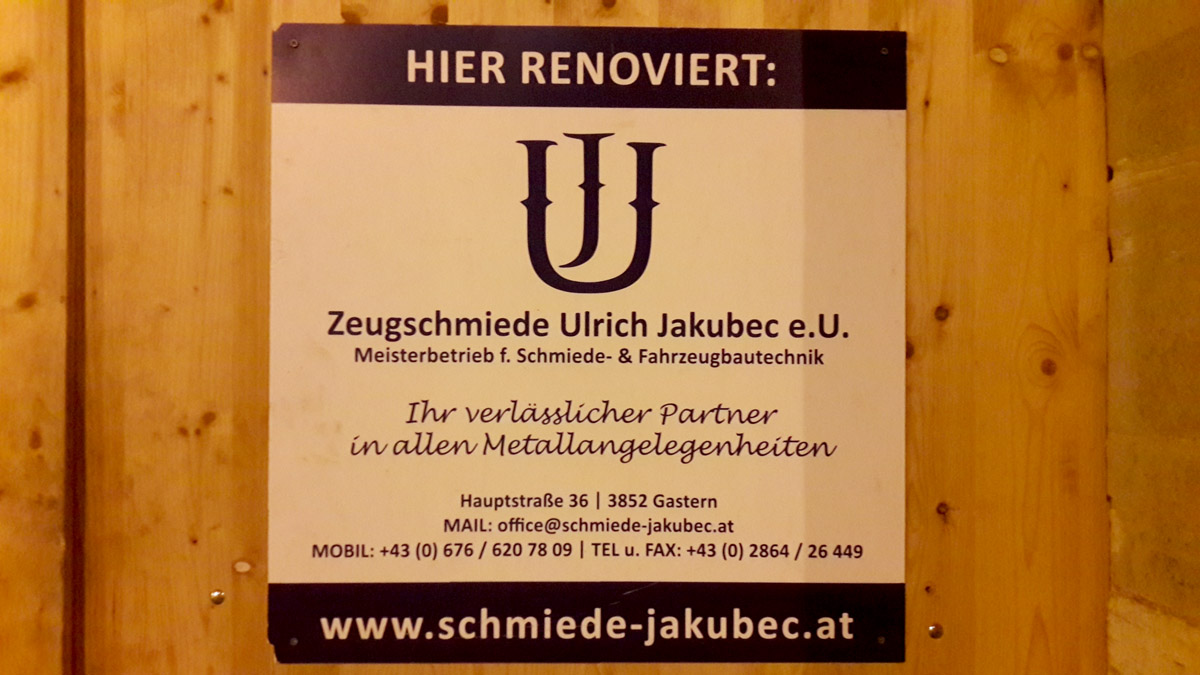 HIER RENOVIERT:
UJ
Zeugschmiede Ulrich Jakubec e.U.
Meisterbetrieb f. Schmiede- & Fahrzeugbautechnik
Ihr verlässlicher Partner
in allen Metallangelegenheiten
Hauptstraße 36 | 3852 Gastern
MAIL: office@schmiede-jakubec.at
MOBIL: +43 (0) 676 / 620 78 09 | TEL u. FAX: +43 (0) 2864 / 26 449
www.schmiede-jakubec.at